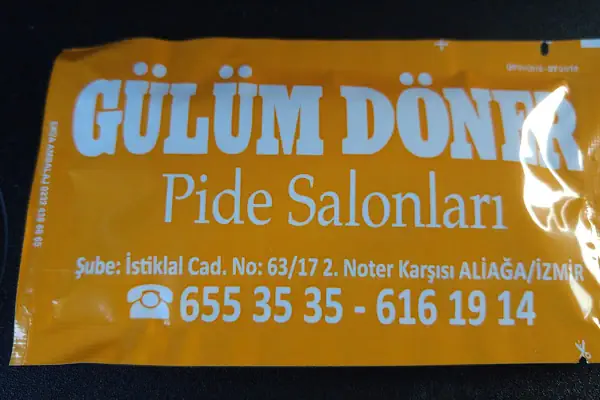 GÜLÜM DÖNER
Pide Salonları
Şube: İstiklal Cad. No: 63/17 2. Noter Karşısı ALİAĞA/İZMİR
655 35 35 - 616 19 14